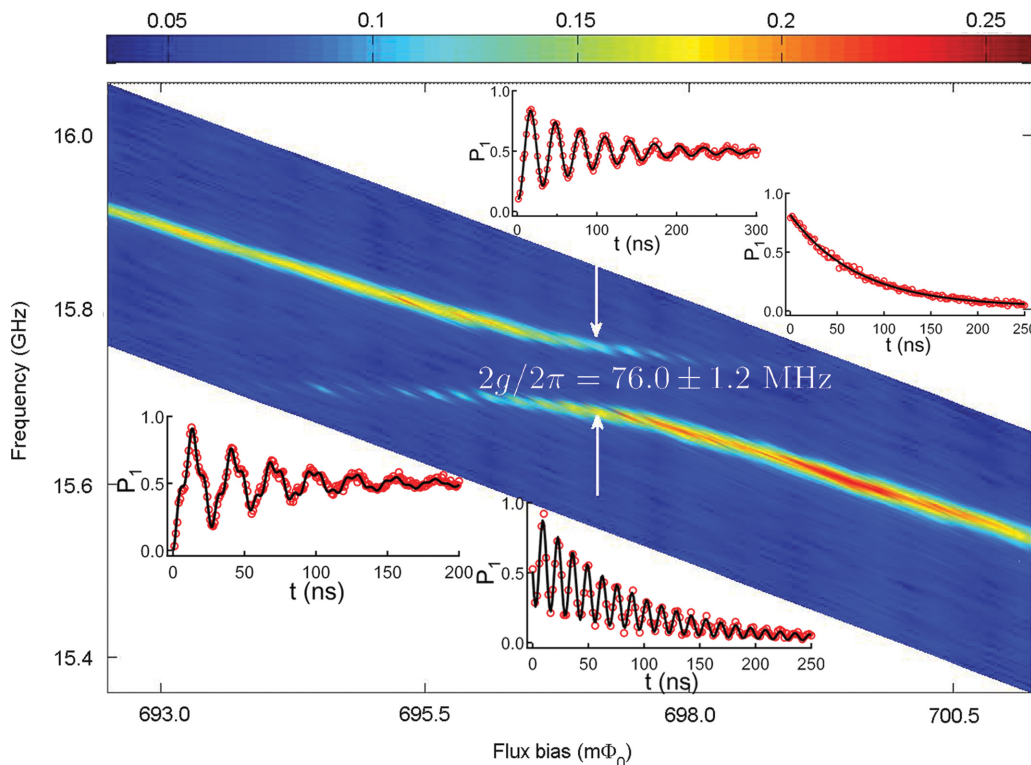 0.05 0.1 0.15 0.2 0.25
Frequency (GHz)
16.0
15.8
15.6
15.4
P1
1.0
0.5
0.0
0 100 200 300
t (ns)
P1
1.0
0.5
0.0
0 50 100 150 200 250
t (ns)
2g/2π = 76.0 ± 1.2 MHz
P1
1.0
0.5
0.0
0 50 100 150 200
t (ns)
P1
1.0
0.5
0.0
0 50 100 150 200 250
t (ns)
693.0 695.5 698.0 700.5
Flux bias (mΦ0)